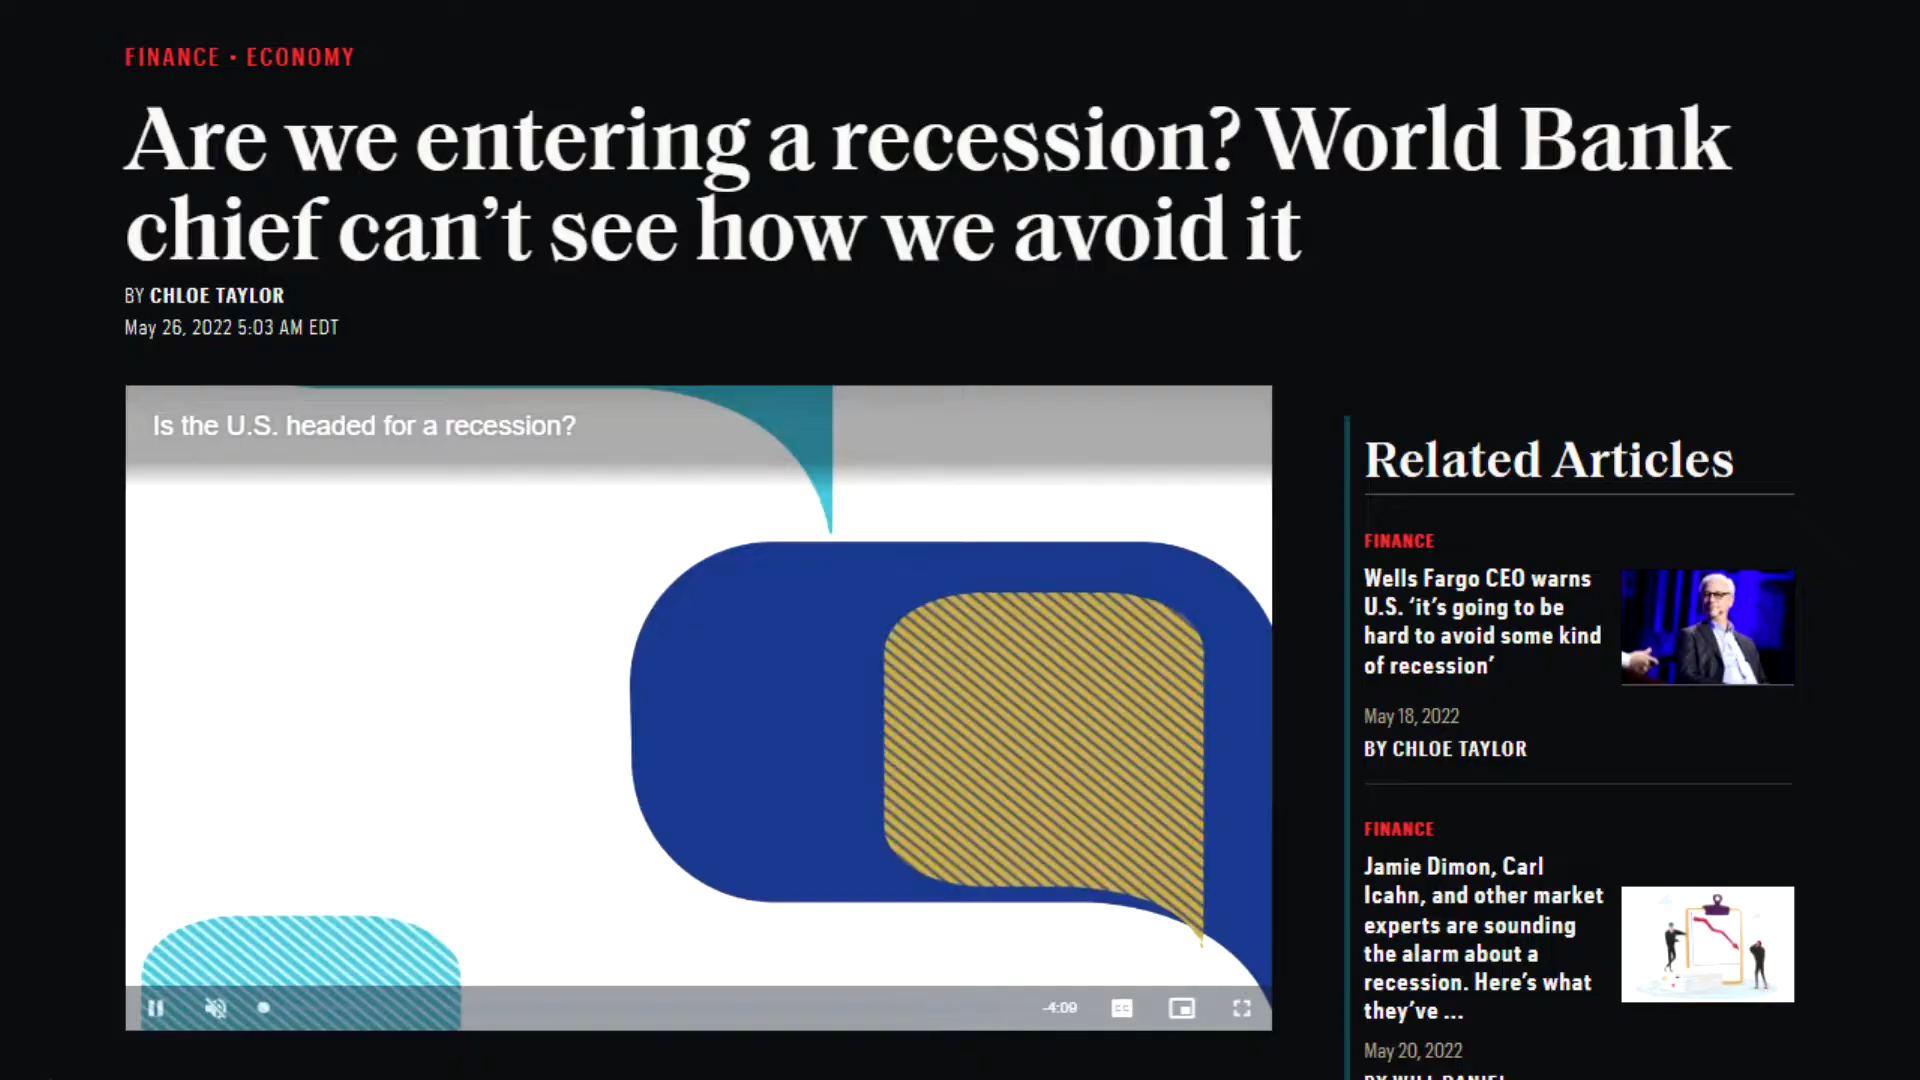 FINANCE • ECONOMY
Are we entering a recession? World Bank
chief can’t see how we avoid it
BY CHLOE TAYLOR
May 26, 2022 5:03 AM EDT
Is the U.S. headed for a recession?
-4:09
CC
Related Articles
FINANCE
Wells Fargo CEO warns
U.S. ‘it’s going to be
hard to avoid some kind
of recession’
May 18, 2022
BY CHLOE TAYLOR
FINANCE
Jamie Dimon, Carl
Icahn, and other market
experts are sounding
the alarm about a
recession. Here’s what
they’ve ...
May 20, 2022
BY WILL DANIEL